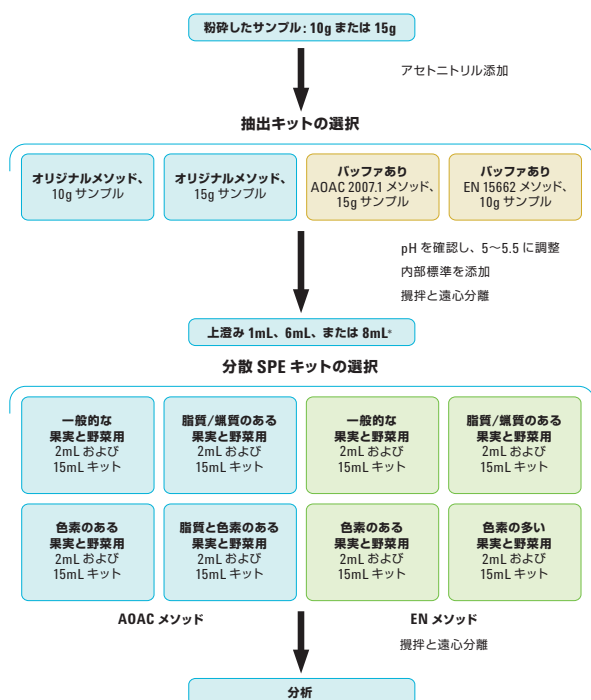 粉砕したサンプル: 10g または 15g
アセトニトリル添加
抽出キットの選択
オリジナルメソッド、
10g サンプル
オリジナルメソッド、
15g サンプル
バッファあり
AOAC 2007.1 メソッド、
15g サンプル
バッファあり
EN 15662 メソッド、
10g サンプル
pH を確認し、5～5.5 に調整
内部標準を添加
攪拌と遠心分離
上澄み 1mL、6mL、または 8mL*
分散 SPE キットの選択
一般的な
果実と野菜用
2mL および
15mL キット
脂質/蝋質のある
果実と野菜用
2mL および
15mL キット
一般的な
果実と野菜用
2mL および
15mL キット
脂質/蝋質のある
果実と野菜用
2mL および
15mL キット
色素のある
果実と野菜用
2mL および
15mL キット
脂質と色素のある
果実と野菜用
2mL および
15mL キット
色素のある
果実と野菜用
2mL および
15mL キット
色素の多い
果実と野菜用
2mL および
15mL キット
AOAC メソッド
EN メソッド
攪拌と遠心分離
分析